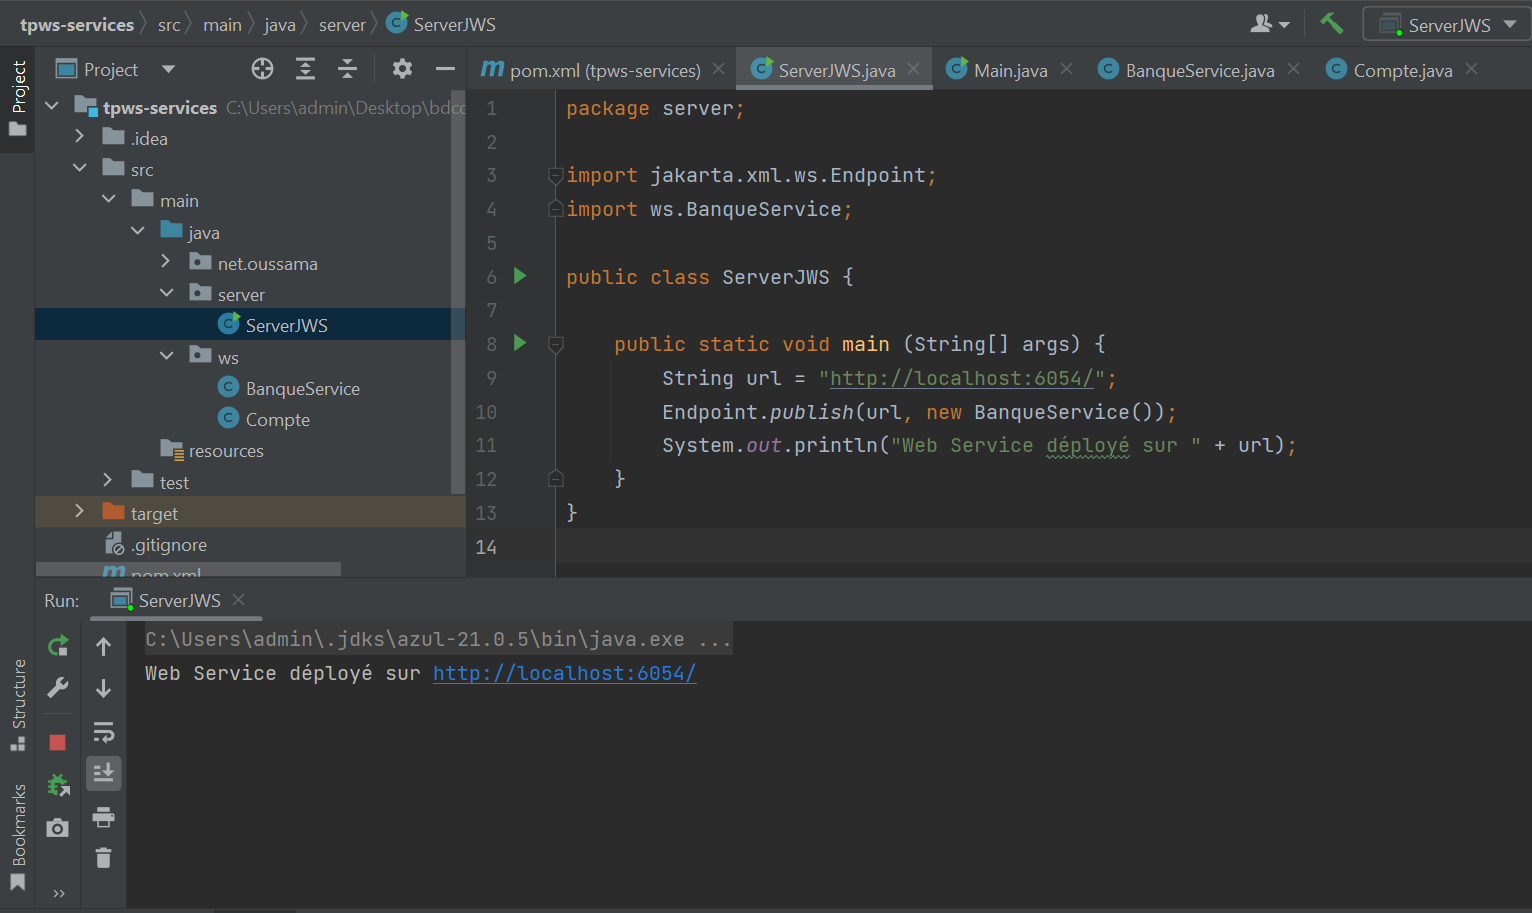 tpws-services src main java server ServerJWS
ServerJWS
Project
pom.xml (tpws-services) ServerJWS.java Main.java BanqueService.java Compte.java
Project
tpws-services C:\Users\admin\Desktop\bdcc
.idea
src
main
java
net.oussama
server
ServerJWS
ws
BanqueService
Compte
resources
test
target
.gitignore
pom.xml
1 package server;
2
3 import jakarta.xml.ws.Endpoint;
4 import ws.BanqueService;
5
6 public class ServerJWS {
7
8 public static void main (String[] args) {
9 String url = "http://localhost:6054/";
10 Endpoint.publish(url, new BanqueService());
11 System.out.println("Web Service déployé sur " + url);
12 }
13 }
14
Run: ServerJWS
C:\Users\admin\.jdks\azul-21.0.5\bin\java.exe ...
Web Service déployé sur http://localhost:6054/
Structure
Bookmarks